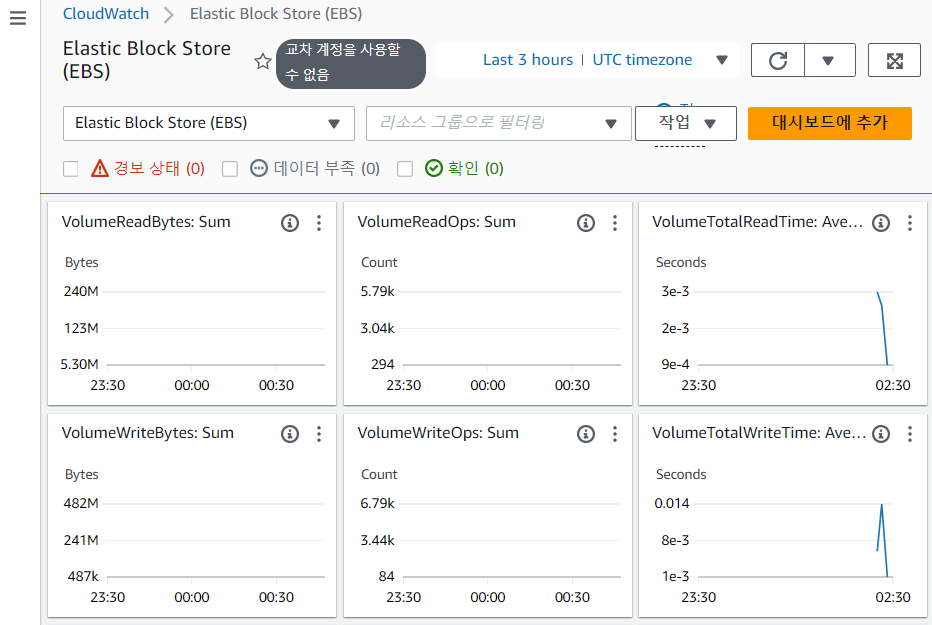 CloudWatch
Elastic Block Store (EBS)
Elastic Block Store
(EBS)
교차 계정을 사용할
수 없음
Last 3 hours
UTC timezone
Elastic Block Store (EBS)
리소스 그룹으로 필터링
작업
대시보드에 추가
경보 상태 (0)
데이터 부족 (0)
확인 (0)
VolumeReadBytes: Sum
Bytes
240M
123M
5.30M
23:30 00:00 00:30
VolumeReadOps: Sum
Count
5.79k
3.04k
294
23:30 00:00 00:30
VolumeTotalReadTime: Ave...
Seconds
3e-3
2e-3
9e-4
23:30 02:30
VolumeWriteBytes: Sum
Bytes
482M
241M
487k
23:30 00:00 00:30
VolumeWriteOps: Sum
Count
6.79k
3.44k
84
23:30 00:00 00:30
VolumeTotalWriteTime: Ave...
Seconds
0.014
8e-3
1e-3
23:30 02:30